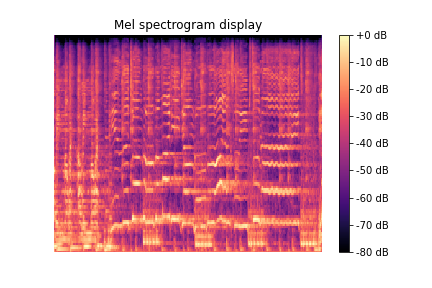 Mel spectrogram display
+0 dB
-10 dB
-20 dB
-30 dB
-40 dB
-50 dB
-60 dB
-70 dB
-80 dB